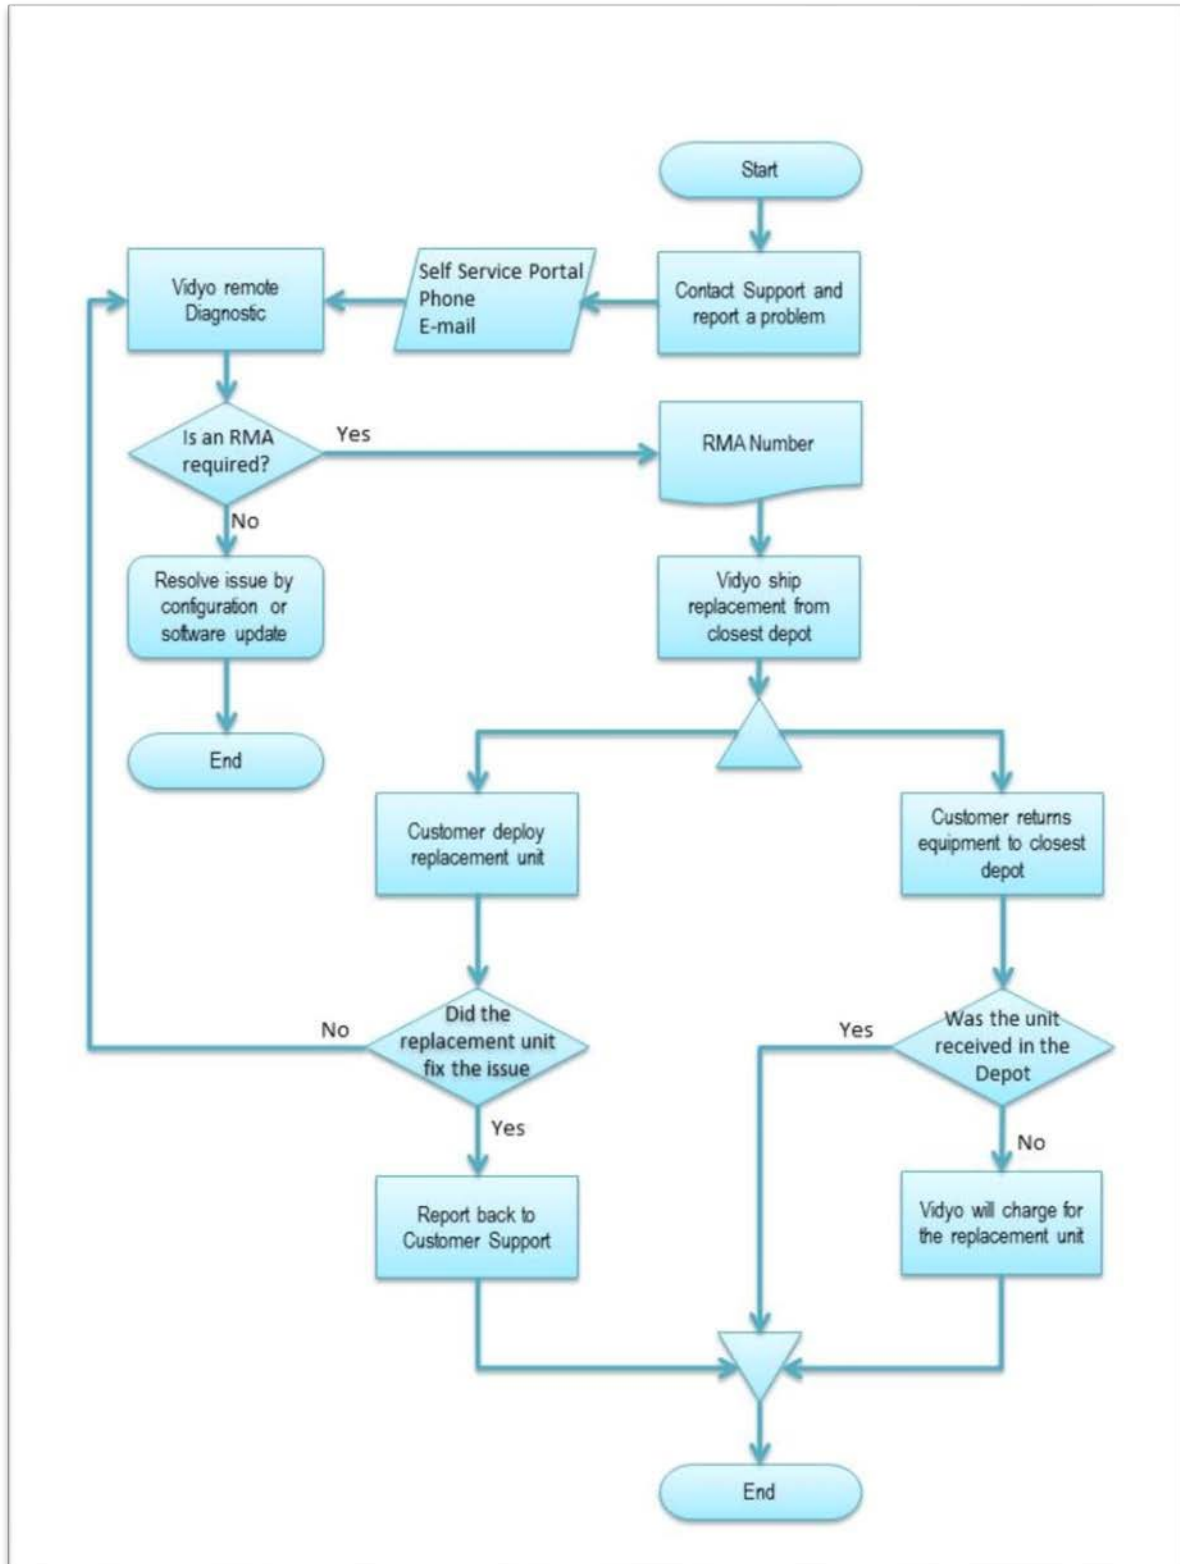 Start
Contact Support and
report a problem
Self Service Portal
Phone
E-mail
Vidyo remote
Diagnostic
Is an RMA
required?
Yes
RMA Number
No
Resolve issue by
configuration or
software update
Vidyo ship
replacement from
closest depot
End
Customer deploy
replacement unit
Customer returns
equipment to closest
depot
Did the
replacement unit
fix the issue
No
Yes
Was the unit
received in the
Depot
Yes
No
Report back to
Customer Support
Vidyo will charge for
the replacement unit
End